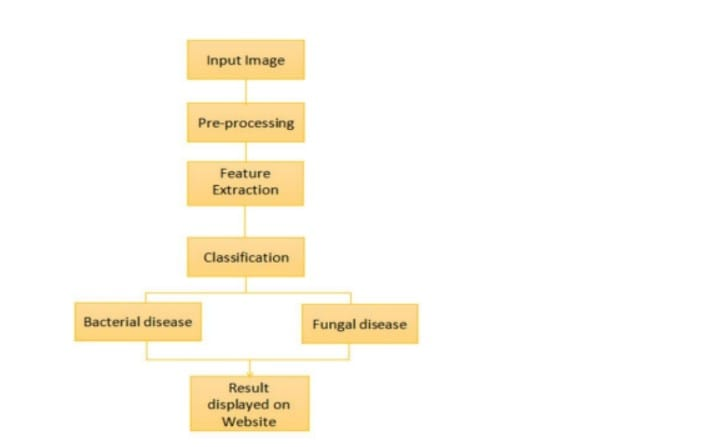 Input Image
Pre-processing
Feature
Extraction
Classification
Bacterial disease
Fungal disease
Result
displayed on
Website